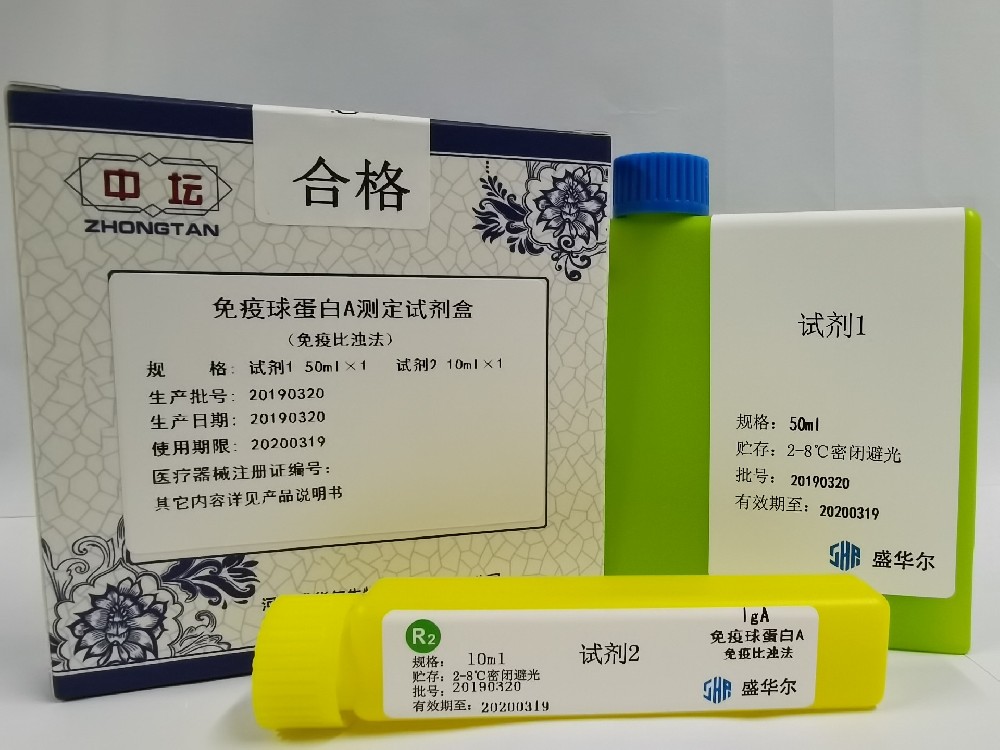 合格
中坛
ZHONGTAN
免疫球蛋白A测定试剂盒
（免疫比浊法）
规 格: 试剂1 50ml×1 试剂2 10ml×1
生产批号: 20190320
生产日期: 20190320
使用期限: 20200319
医疗器械注册证编号:
其它内容详见产品说明书
试剂1
规格: 50ml
贮存: 2-8℃密闭避光
批号: 20190320
有效期至: 20200319
SHR 盛华尔
R2
规格: 10ml
贮存: 2-8℃密闭避光
批号: 20190320
有效期至: 20200319
试剂2
IgA
免疫球蛋白A
免疫比浊法
SHR 盛华尔